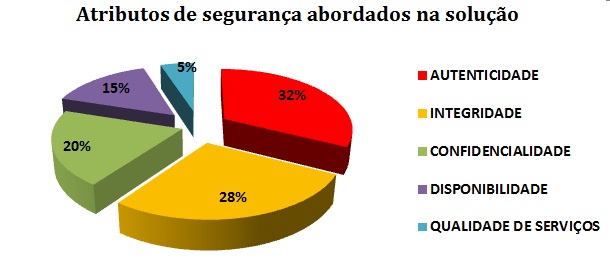 Atributos de segurança abordados na solução
5%
15%
32%
20%
28%
AUTENTICIDADE
INTEGRIDADE
CONFIDENCIALIDADE
DISPONIBILIDADE
QUALIDADE DE SERVIÇOS